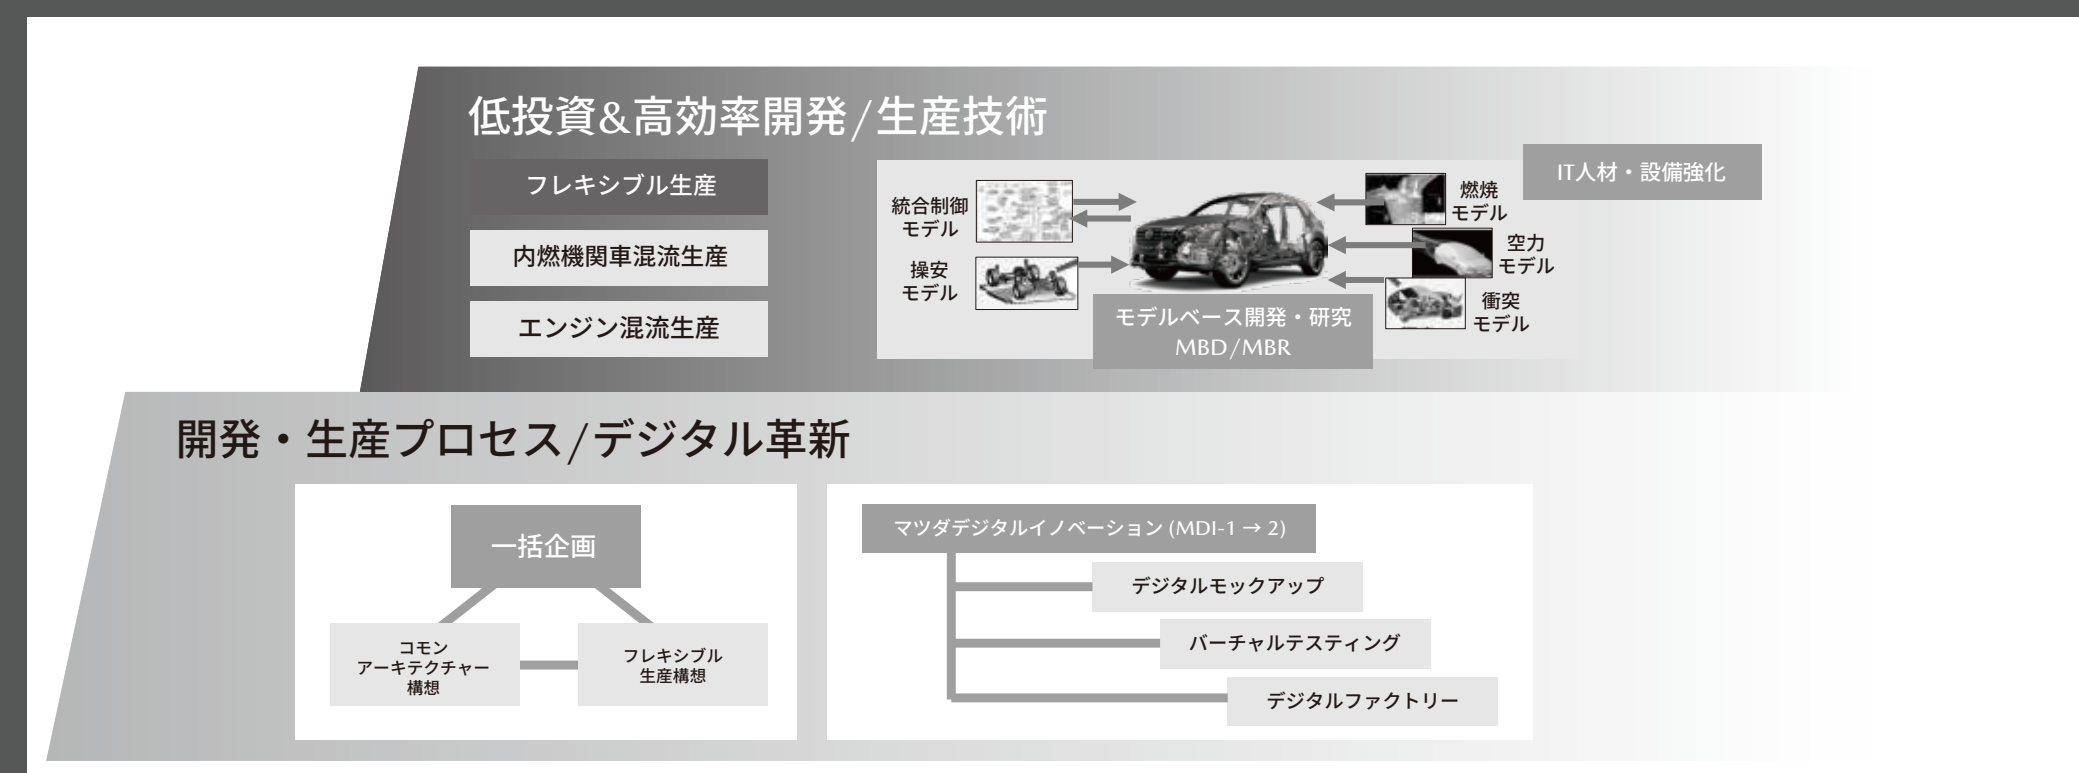 低投資&高効率開発/生産技術
フレキシブル生産
内燃機関車混流生産
エンジン混流生産
統合制御
モデル
操安
モデル
燃焼
モデル
空力
モデル
衝突
モデル
IT人材・設備強化
モデルベース開発・研究
MBD/MBR
開発・生産プロセス/デジタル革新
一括企画
コモン
アーキテクチャー
構想
フレキシブル
生産構想
マツダデジタルイノベーション (MDI-1 → 2)
デジタルモックアップ
バーチャルテスティング
デジタルファクトリー